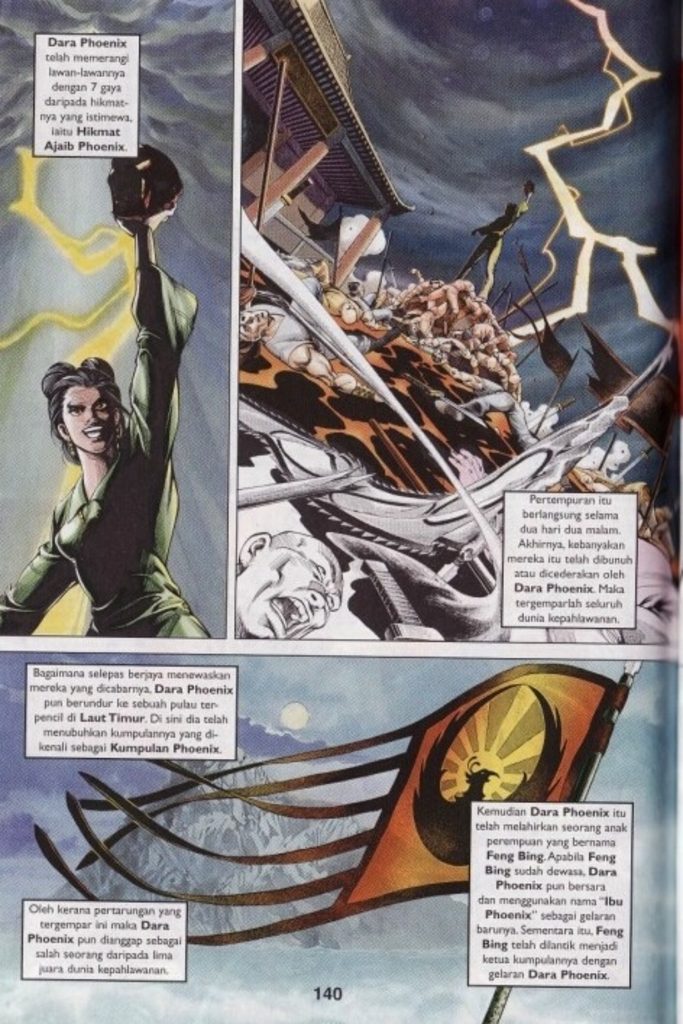 Dara Phoenix
telah memerangi
lawan-lawannya
dengan 7 gaya
daripada hikmat-
nya yang istimewa,
iaitu Hikmat
Ajaib Phoenix.
Pertempuran itu
berlangsung selama
dua hari dua malam.
Akhirnya, kebanyakan
mereka itu telah dibunuh
atau dicederakan oleh
Dara Phoenix. Maka
tergemparlah seluruh
dunia kepahlawanan.
Bagaimana selepas berjaya menewaskan
mereka yang dicabarnya, Dara Phoenix
pun berundur ke sebuah pulau ter-
pencil di Laut Timur. Di sini dia telah
menubuhkan kumpulannya yang di-
kenali sebagai Kumpulan Phoenix.
Kemudian Dara Phoenix itu
telah melahirkan seorang anak
perempuan yang bernama
Feng Bing. Apabila Feng
Bing sudah dewasa, Dara
Phoenix pun bersara
dan menggunakan nama "Ibu
Phoenix" sebagai gelaran
barunya. Sementara itu, Feng
Bing telah dilantik menjadi
ketua kumpulannya dengan
gelaran Dara Phoenix.
Oleh kerana pertarungan yang
tergempar ini maka Dara
Phoenix pun dianggap sebagai
salah seorang daripada lima
juara dunia kepahlawanan.
140